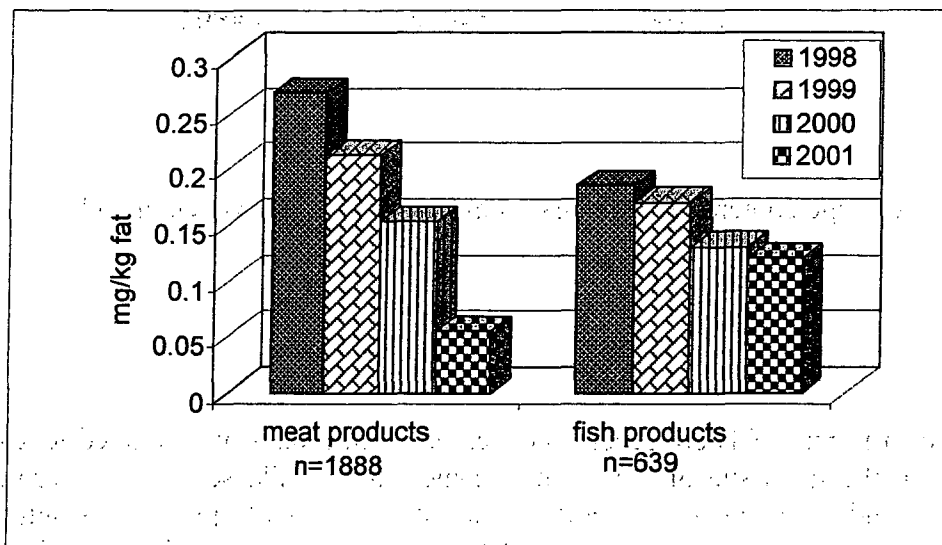 0.3
0.25
0.2
0.15
0.1
0.05
0
mg/kg fat
1998
1999
2000
2001
meat products
n=1888
fish products
n=639